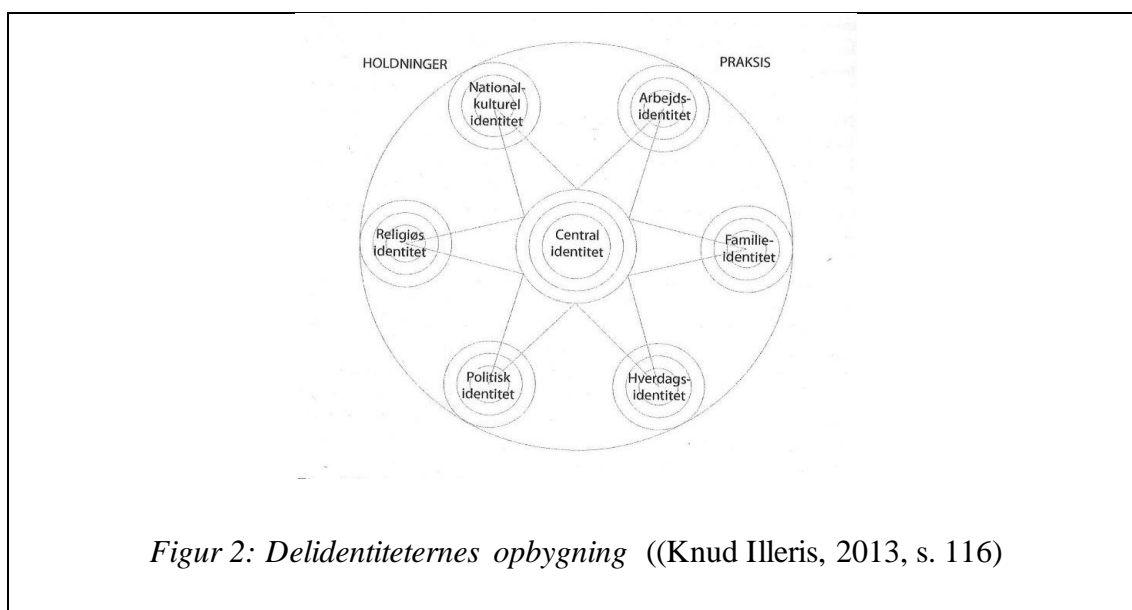 HOLDNINGER
PRAKSIS
National-
kulturel
identitet
Arbejds-
identitet
Religiøs
identitet
Central
identitet
Familie-
identitet
Politisk
identitet
Hverdags-
identitet
Figur 2: Delidentiteternes opbygning ((Knud Illeris, 2013, s. 116)